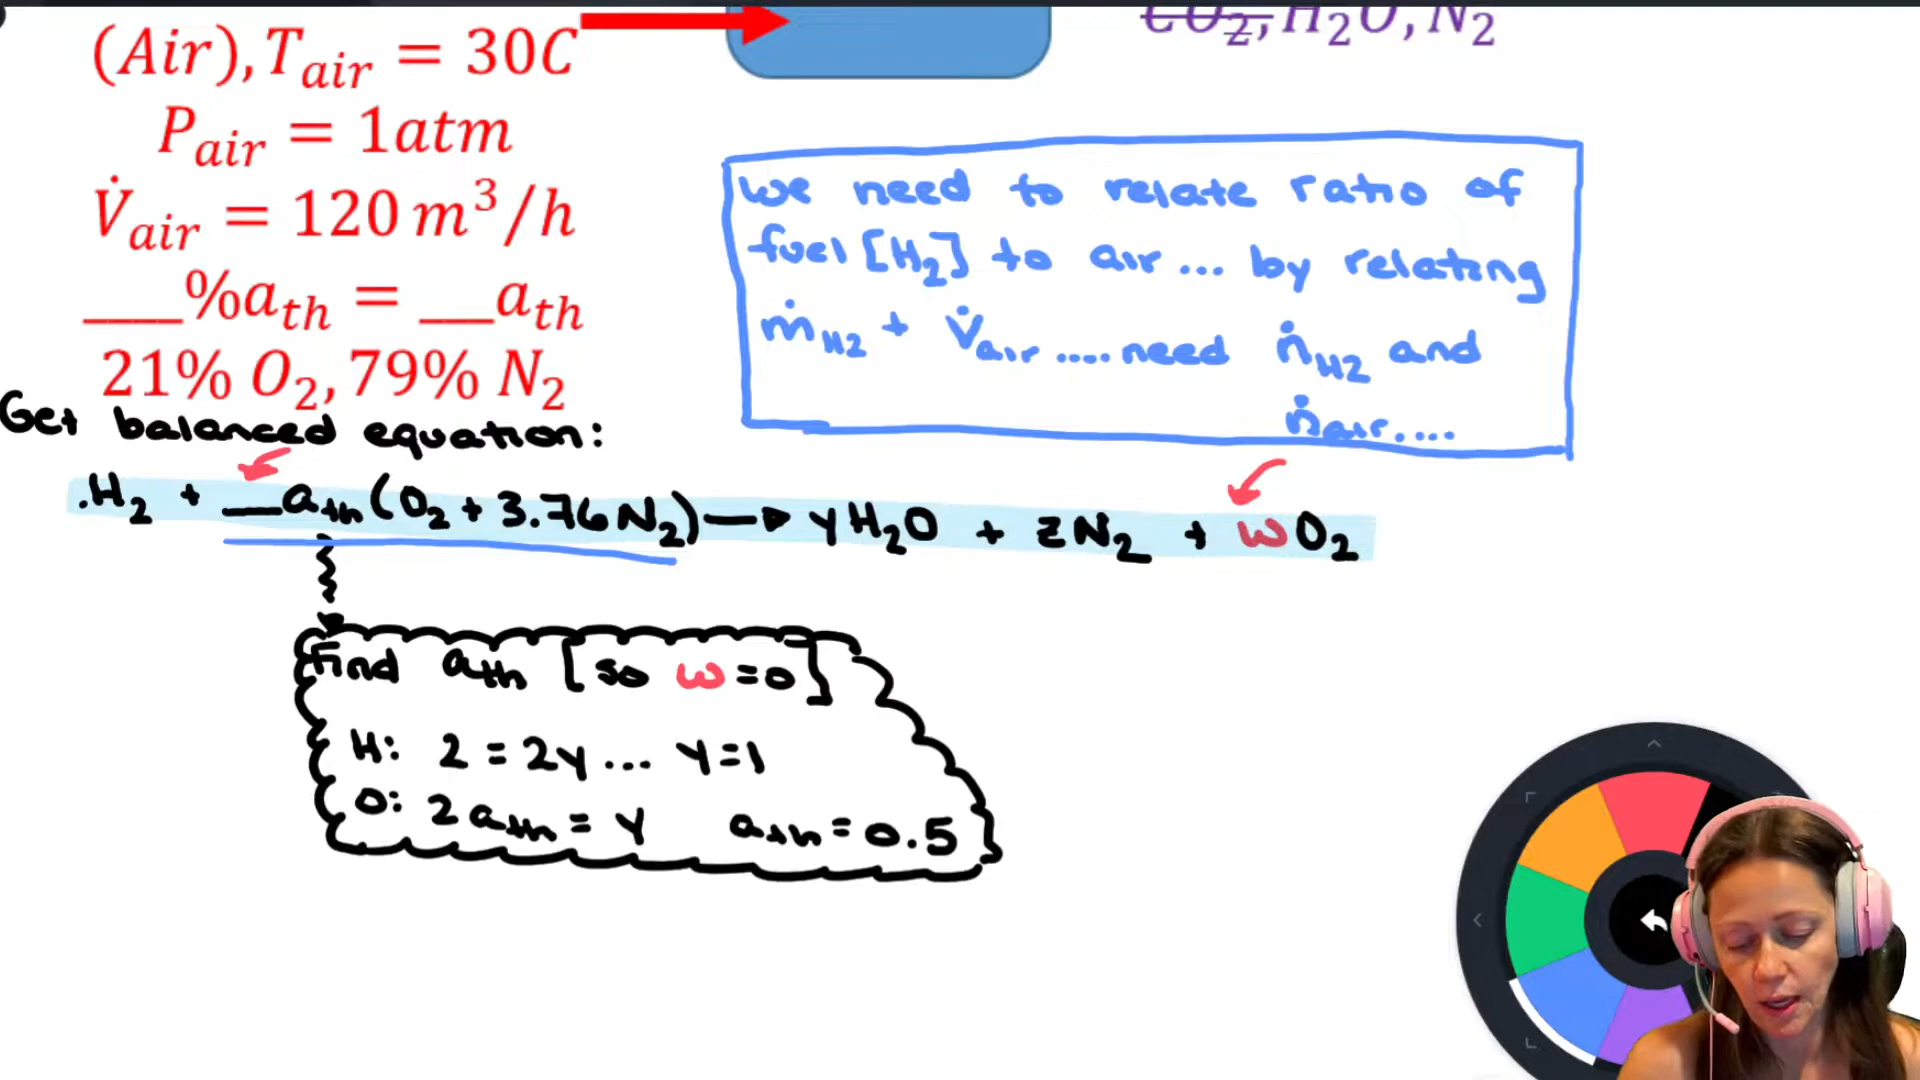 (Air), T_air = 30C
P_air = 1atm
V̇_air = 120 m³/h
___%a_th = __a_th
21% O₂, 79% N₂
C̶O̶₂̶,̶ H₂O, N₂
we need to relate ratio of
fuel [H₂] to air ... by relating
ṁ_H2 + V̇_air .... need ṅ_H2 and
ṅ_air....
Get balanced equation:
.H₂ + __a_th(O₂ + 3.76N₂) → yH₂O + zN₂ + wO₂
Find a_th [so w=0]
H: 2 = 2y... y=1
O: 2a_th = y a_th = 0.5